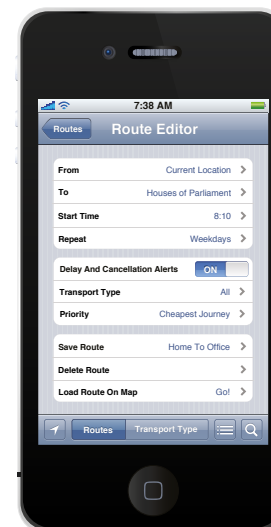 7:38 AM
Routes Route Editor
From Current Location
To Houses of Parliament
Start Time 8:10
Repeat Weekdays
Delay And Cancellation Alerts ON
Transport Type All
Priority Cheapest Journey
Save Route Home To Office
Delete Route
Load Route On Map Go!
Routes Transport Type